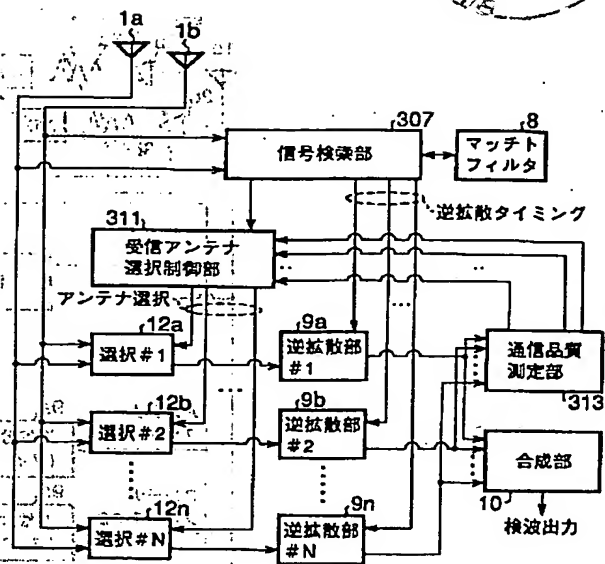 1a
1b
307
信号検索部
8
マッチト
フィルタ
逆拡散タイミング
311
受信アンテナ
選択制御部
アンテナ選択
12a
選択#1
9a
逆拡散部
#1
通信品質
測定部
313
12b
選択#2
9b
逆拡散部
#2
合成部
10
検波出力
12n
選択#N
9n
逆拡散部
#N